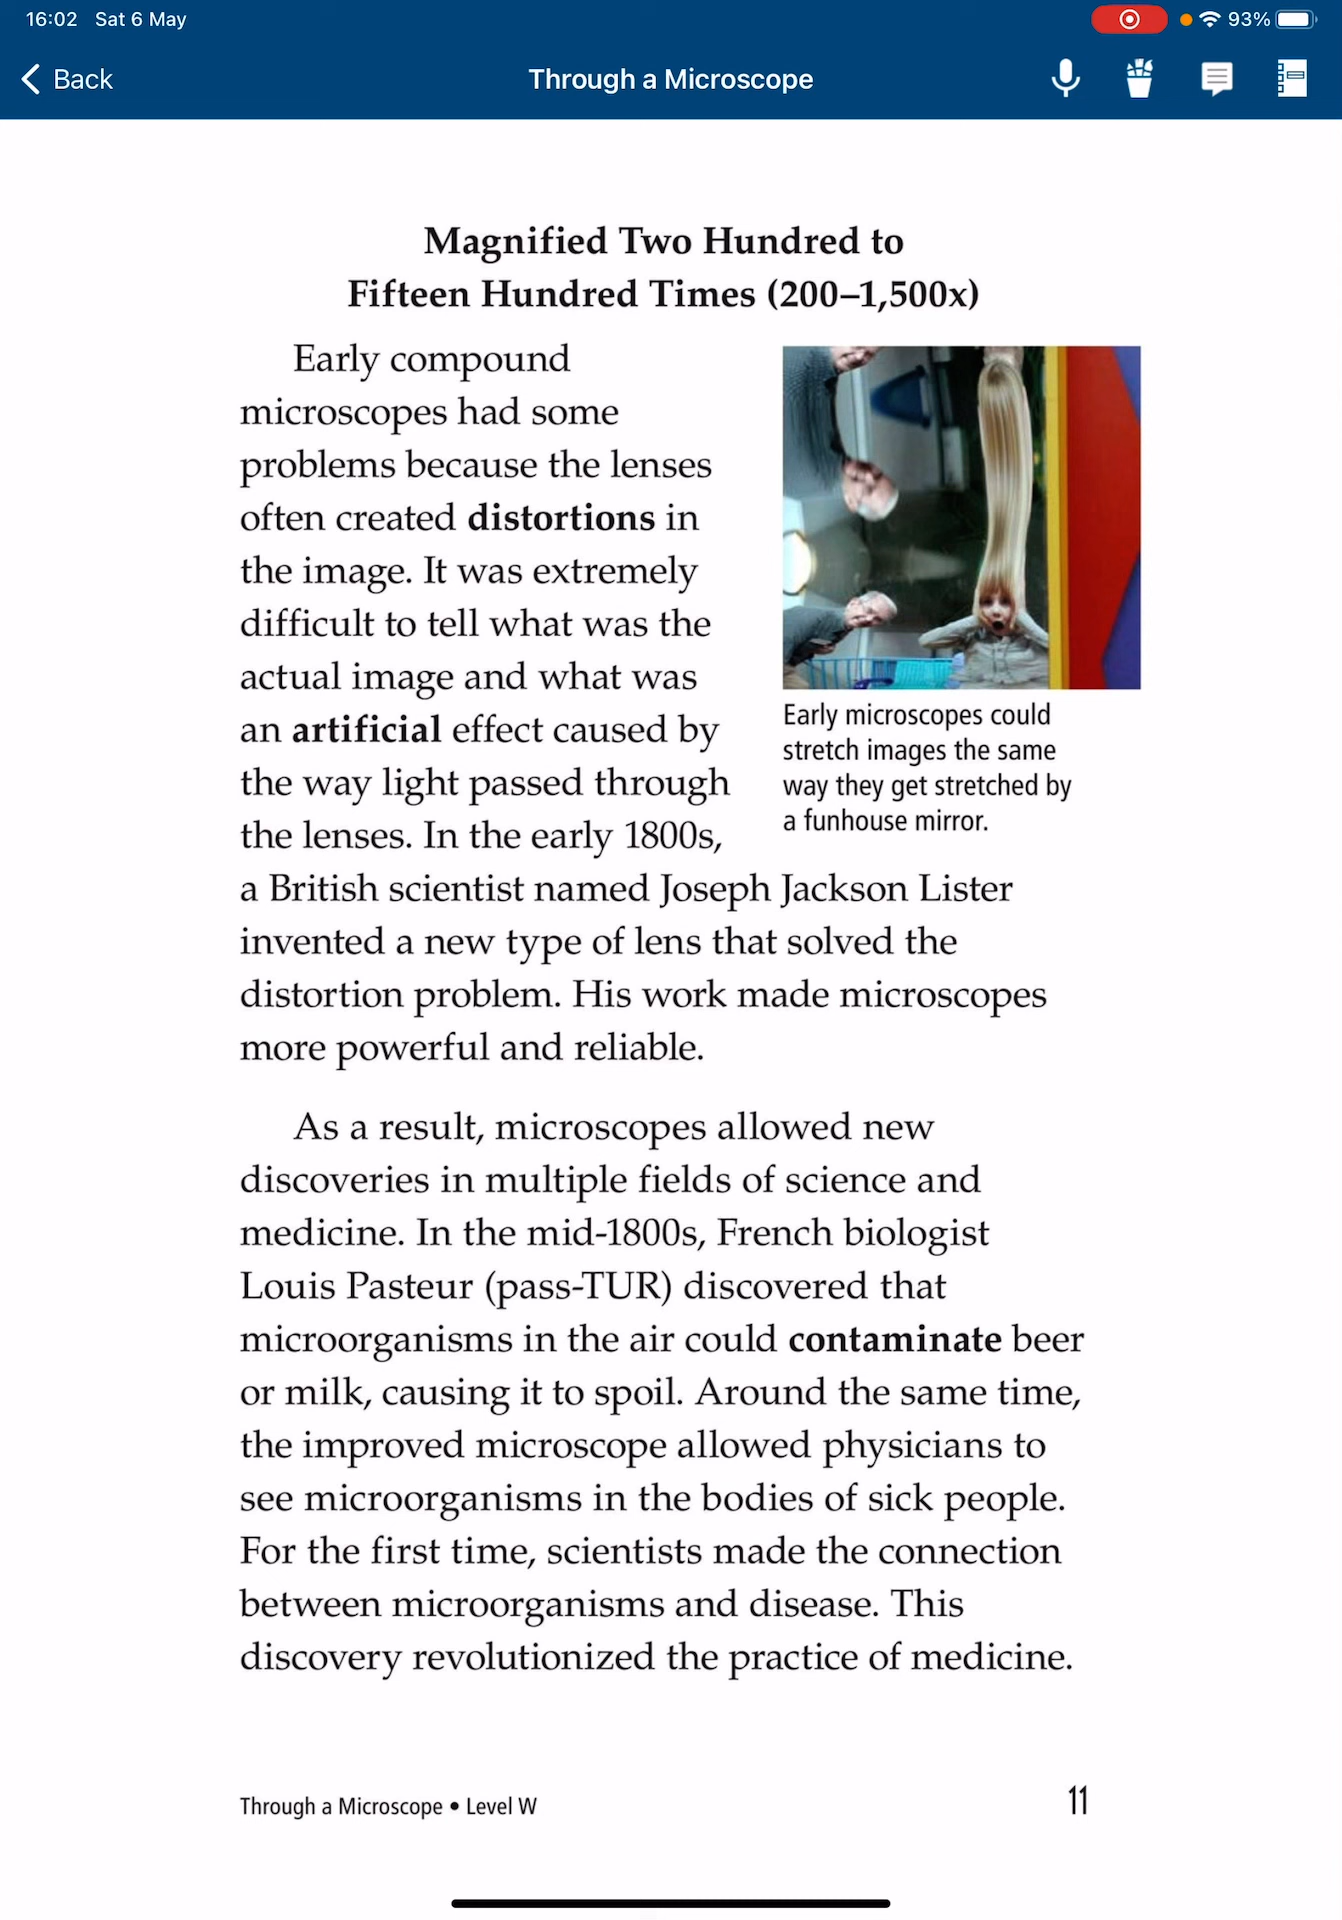 16:02 Sat 6 May
93%
Back
Through a Microscope
Magnified Two Hundred to
Fifteen Hundred Times (200–1,500x)
Early compound
microscopes had some
problems because the lenses
often created distortions in
the image. It was extremely
difficult to tell what was the
actual image and what was
an artificial effect caused by
the way light passed through
the lenses. In the early 1800s,
a British scientist named Joseph Jackson Lister
invented a new type of lens that solved the
distortion problem. His work made microscopes
more powerful and reliable.
Early microscopes could
stretch images the same
way they get stretched by
a funhouse mirror.
As a result, microscopes allowed new
discoveries in multiple fields of science and
medicine. In the mid-1800s, French biologist
Louis Pasteur (pass-TUR) discovered that
microorganisms in the air could contaminate beer
or milk, causing it to spoil. Around the same time,
the improved microscope allowed physicians to
see microorganisms in the bodies of sick people.
For the first time, scientists made the connection
between microorganisms and disease. This
discovery revolutionized the practice of medicine.
Through a Microscope • Level W
11